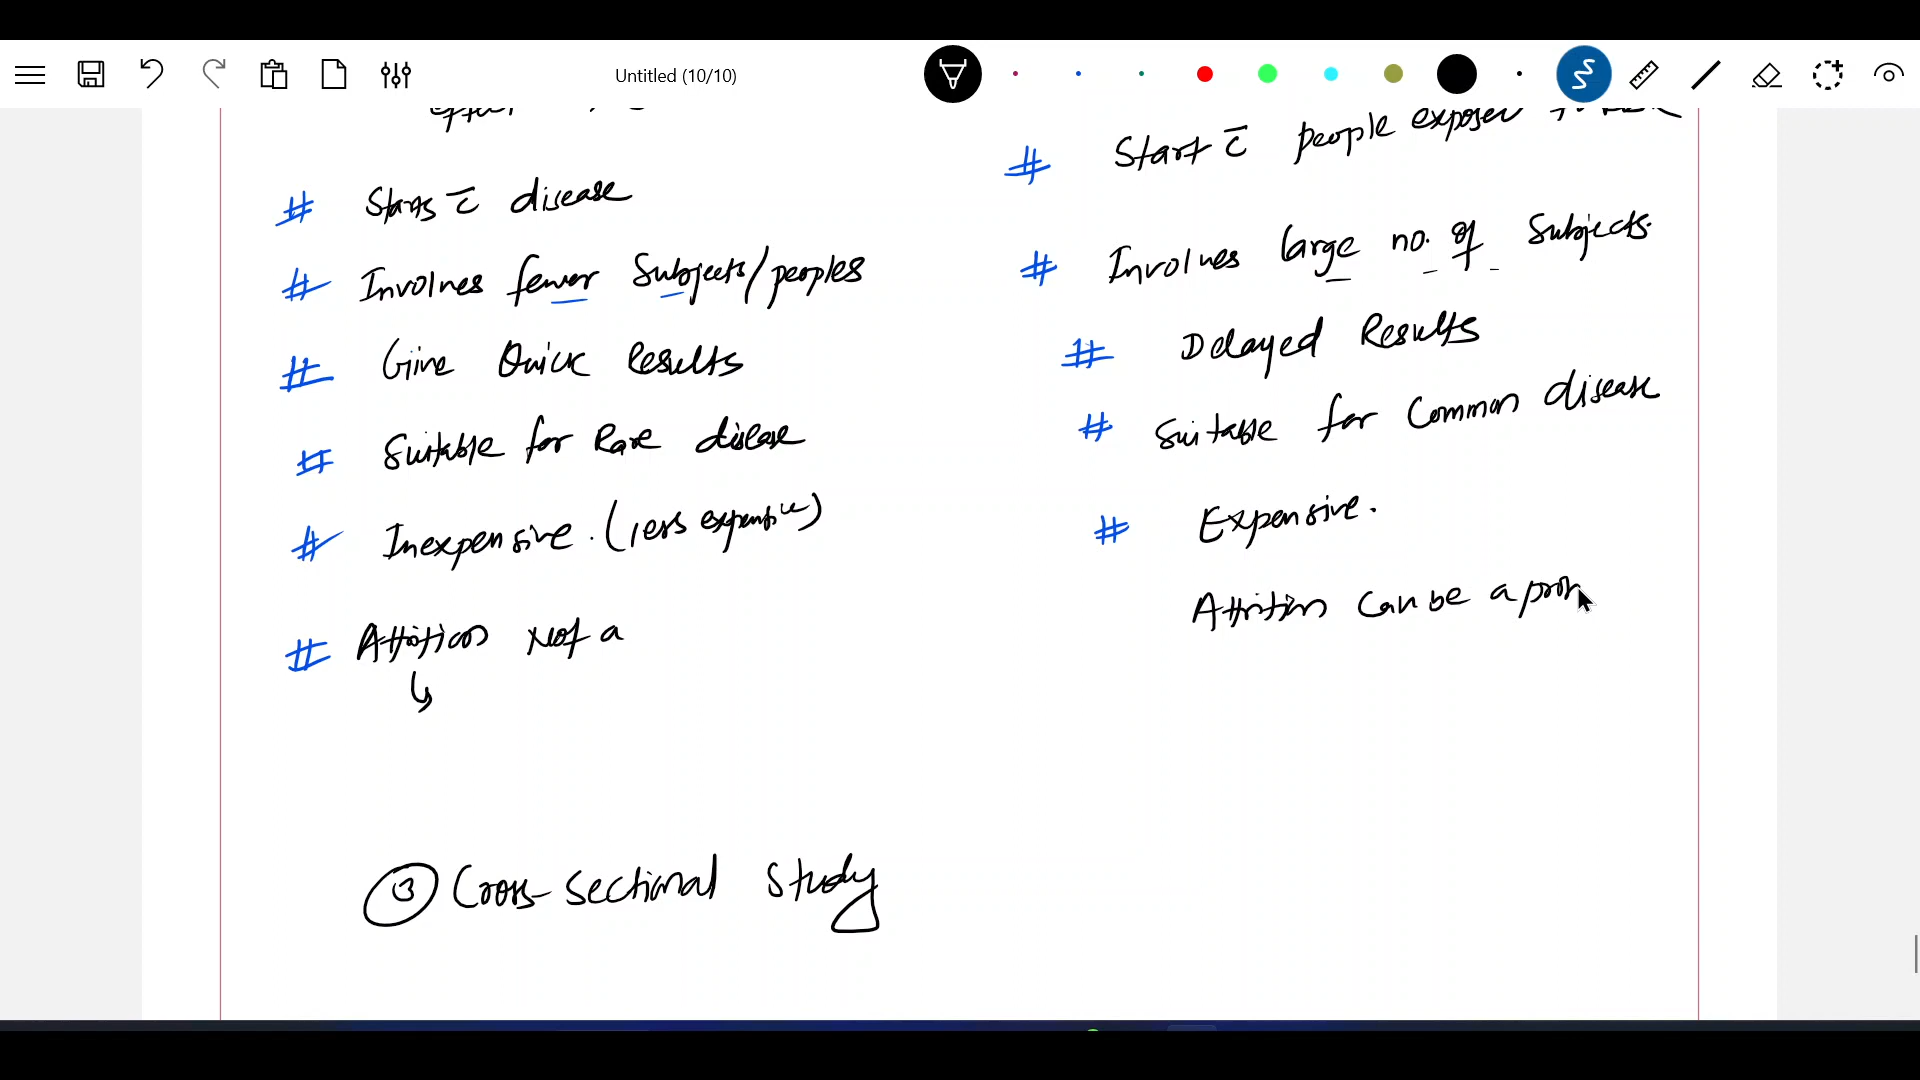 Untitled (10/10)
# Starts c̄ disease
# Involves fewer Subjects/peoples
# Give Quick Results
# Suitable for Rare disease
# Inexpensive. (less expensive)
# Attrition Not a
# Start c̄ people exposed to
# Involves large no. of Subjects.
# Delayed Results
# Suitable for Common disease
# Expensive.
Attrition can be a prob
③ Cross-Sectional Study